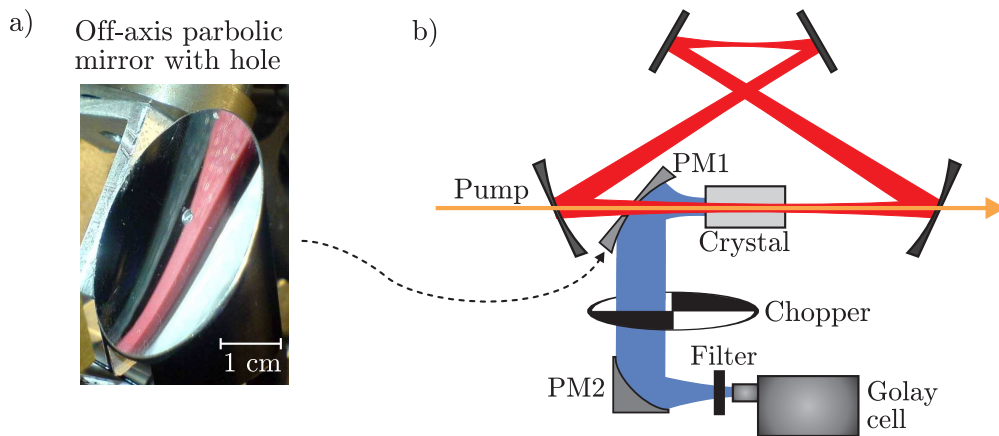 a)
Off-axis parbolic
mirror with hole
1 cm
b)
PM1
Pump
Crystal
Chopper
Filter
PM2
Golay
cell